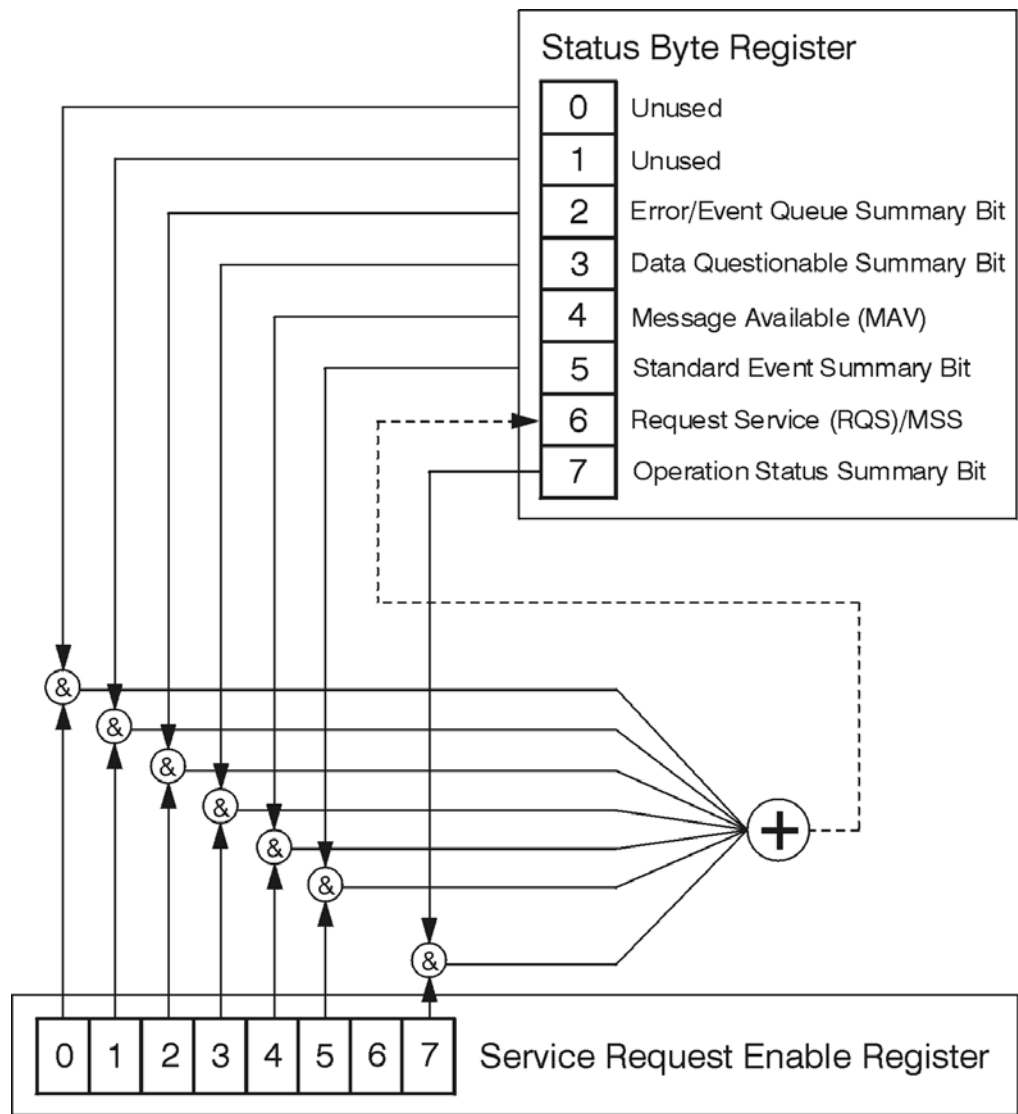 Status Byte Register
0 Unused
1 Unused
2 Error/Event Queue Summary Bit
3 Data Questionable Summary Bit
4 Message Available (MAV)
5 Standard Event Summary Bit
6 Request Service (RQS)/MSS
7 Operation Status Summary Bit
&
&
&
&
&
&
+
&
0 1 2 3 4 5 6 7 Service Request Enable Register